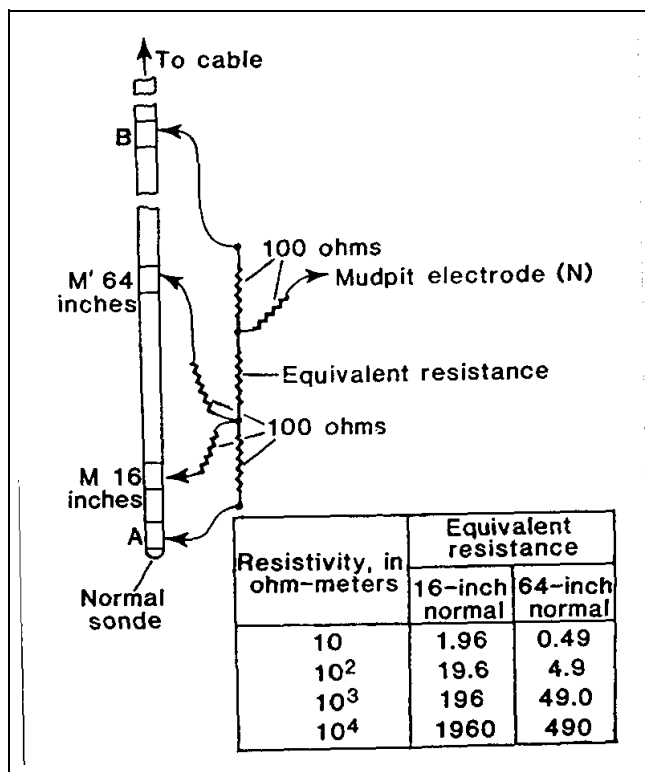 To cable
B
100 ohms
Mudpit electrode (N)
M' 64
inches
Equivalent resistance
100 ohms
M 16
inches
A
Normal
sonde
Resistivity, in
ohm-meters
Equivalent
resistance
16-inch
normal
64-inch
normal
10 1.96 0.49
10² 19.6 4.9
10³ 196 49.0
10⁴ 1960 490